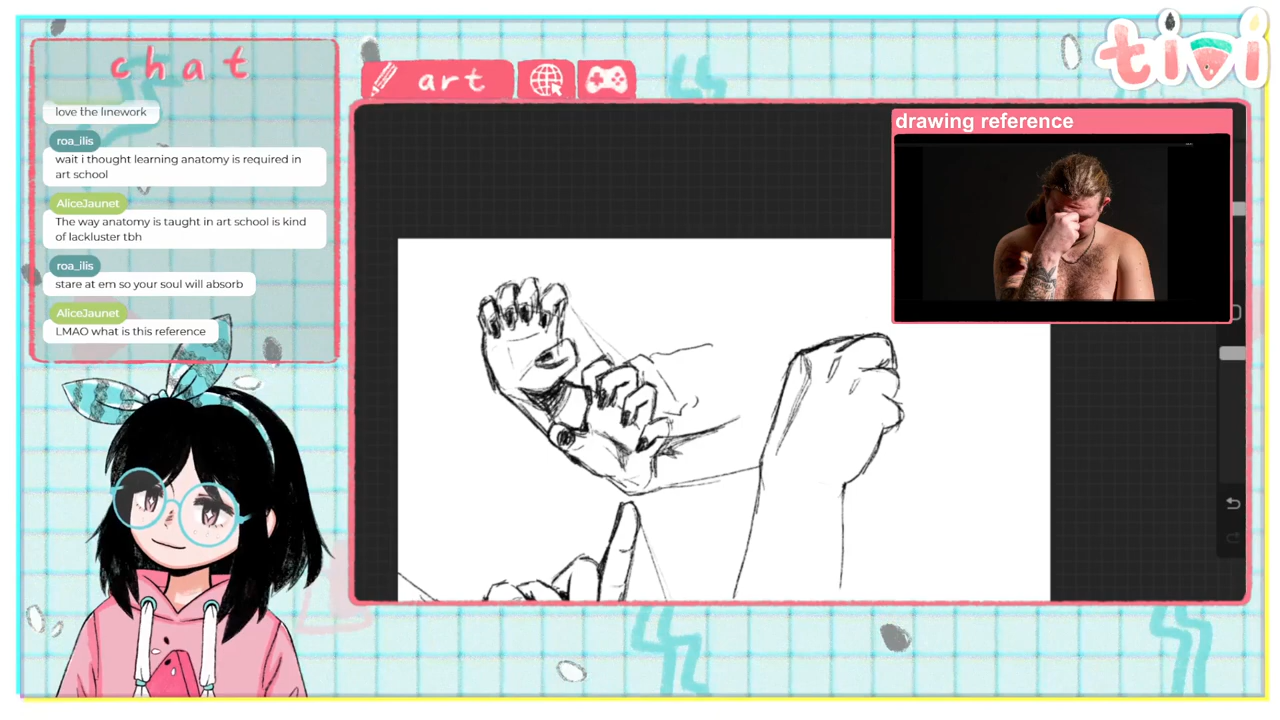 chat
love the linework
roa_ilis
wait i thought learning anatomy is required in
art school
AliceJaunet
The way anatomy is taught in art school is kind
of lackluster tbh
roa_ilis
stare at em so your soul will absorb
AliceJaunet
LMAO what is this reference
art
drawing reference
tivi